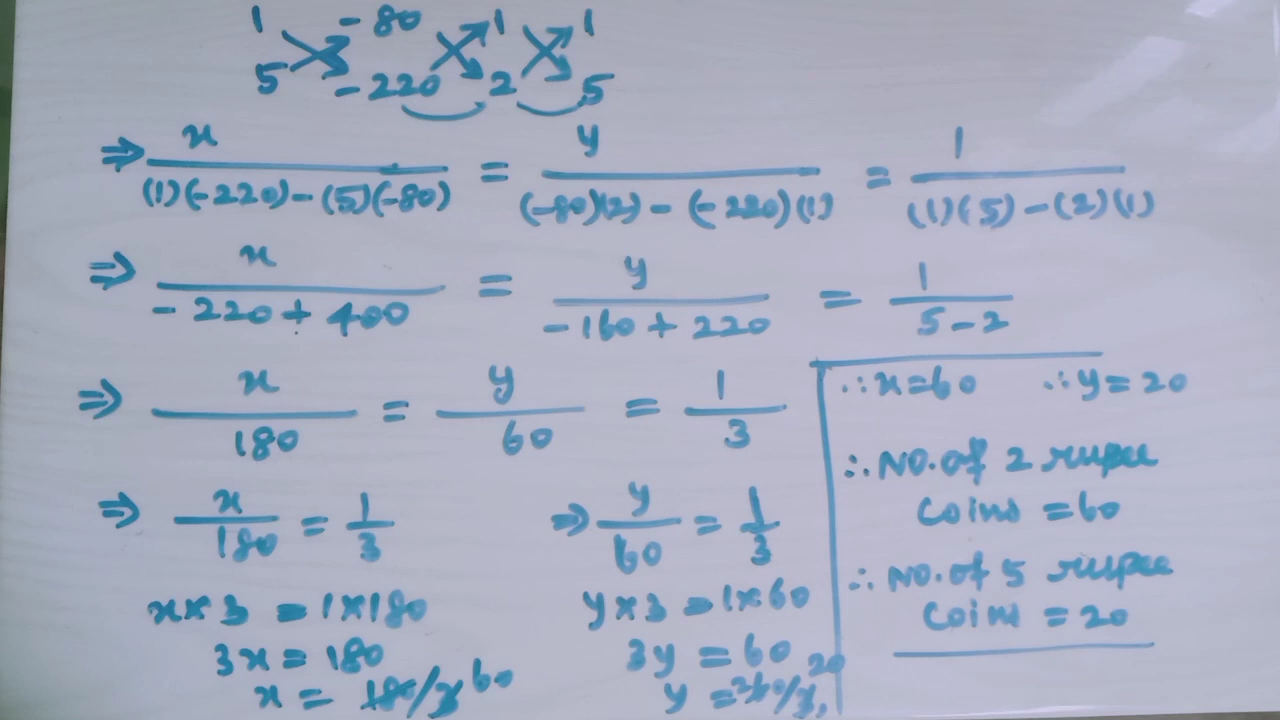 1 -80 1 1
5 -220 2 5
⇒ x/((1)(-220)-(5)(-80)) = y/((-80)(2)-(-220)(1)) = 1/((1)(5)-(2)(1))
⇒ x/(-220+400) = y/(-160+220) = 1/(5-2)
⇒ x/180 = y/60 = 1/3
⇒ x/180 = 1/3
x×3 = 1×180
3x = 180
x = 180/3 60
⇒ y/60 = 1/3
y×3 = 1×60
3y = 60
y = 60/3 20
∴ x=60 ∴ y=20
∴ NO. of 2 rupee
coins = 60
∴ NO. of 5 rupee
coins = 20